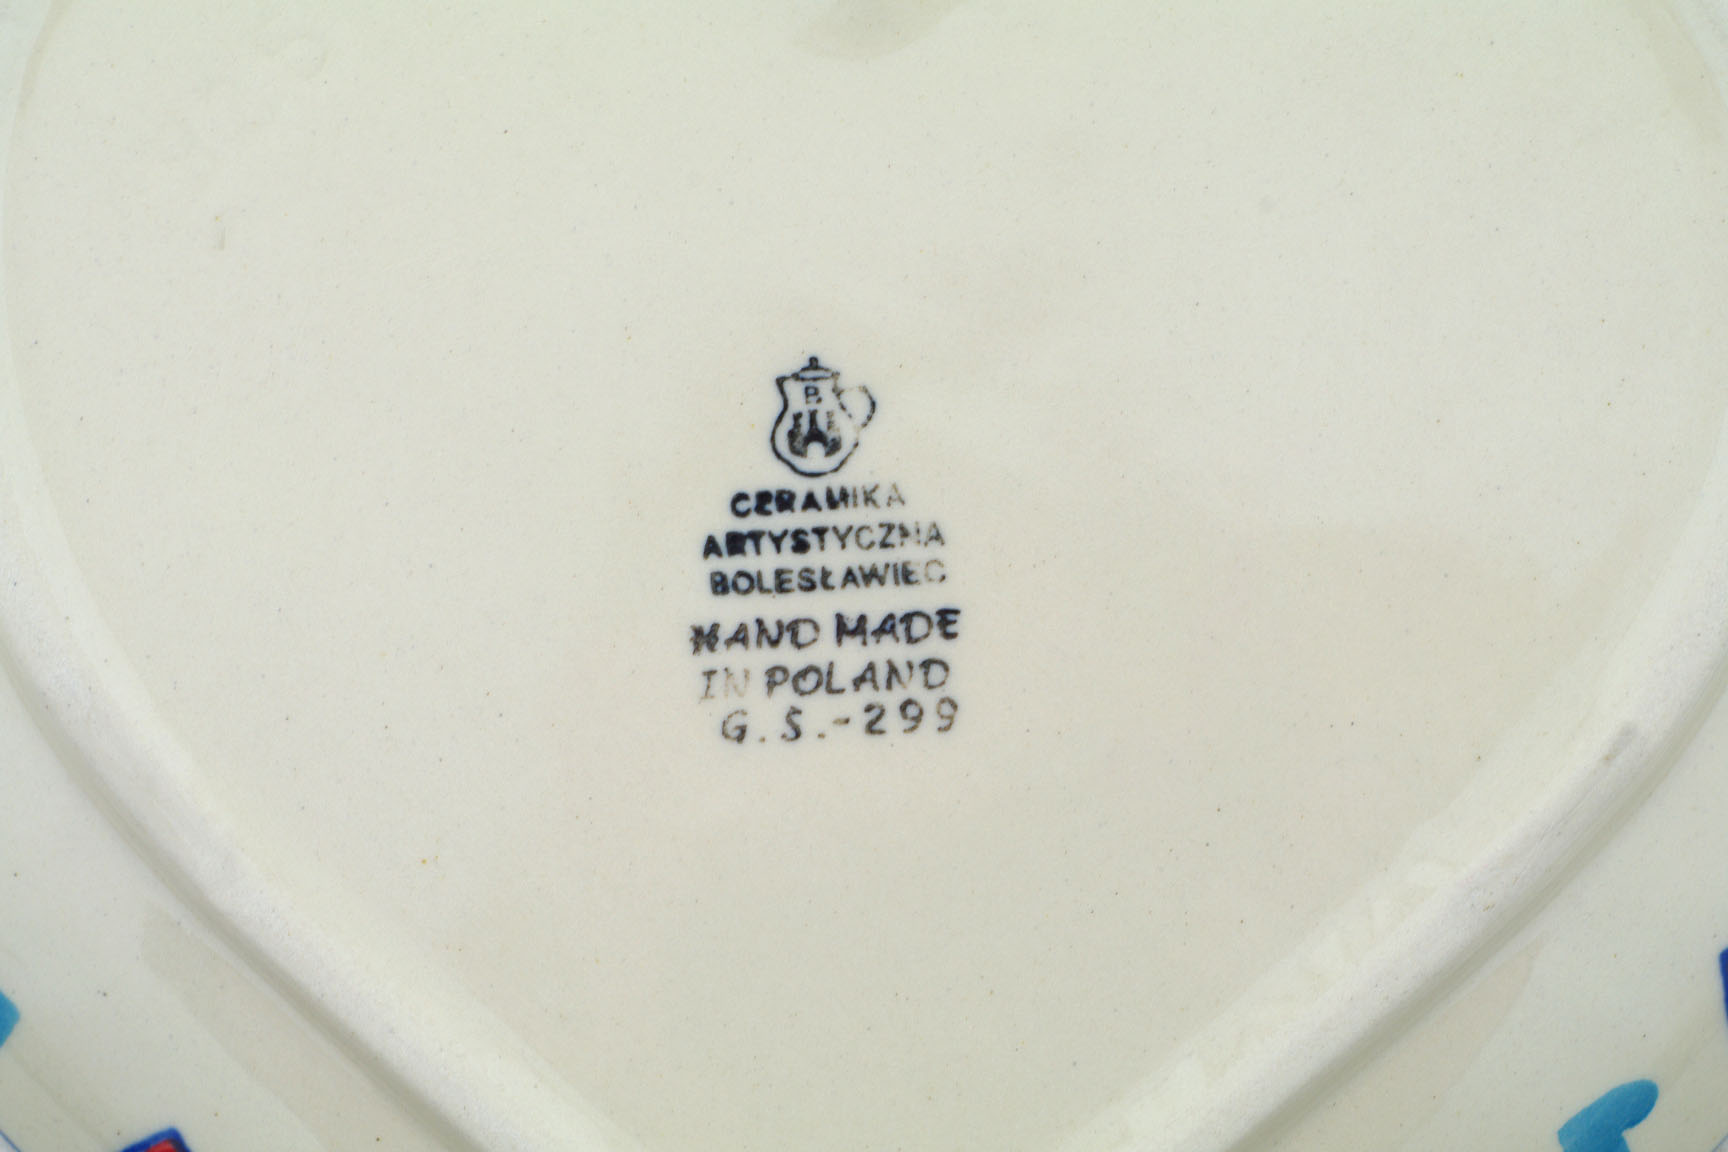 B
CERAMIKA
ARTYSTYCZNA
BOLESŁAWIEC
HAND MADE
IN POLAND
G.S.-299